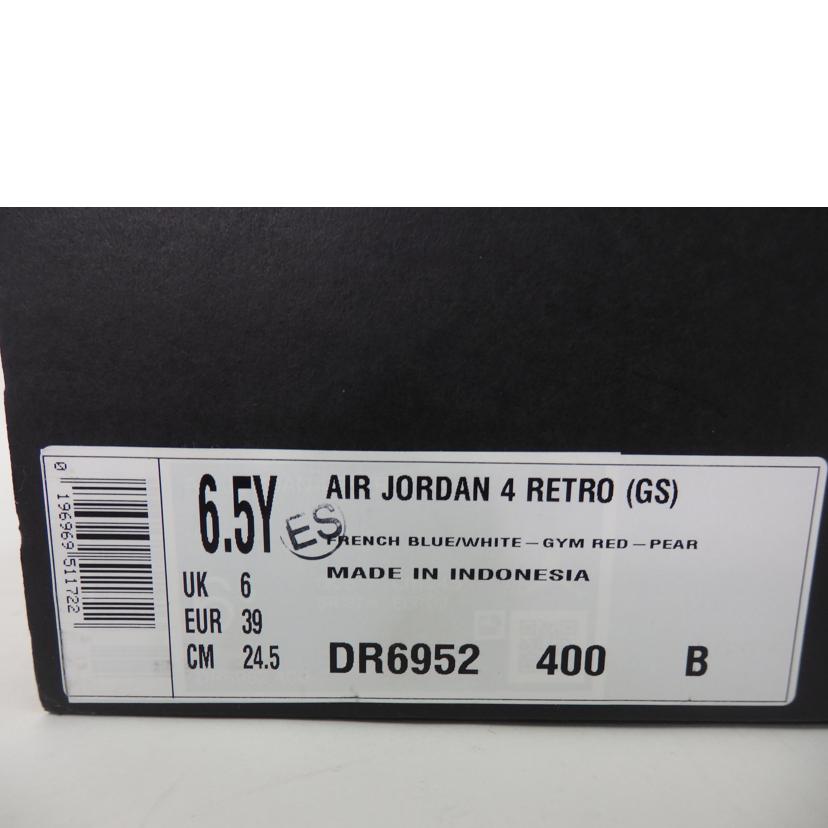 0 196969 511722
6.5Y
UK 6
EUR 39
CM 24.5
ES
AIR JORDAN 4 RETRO (GS)
FRENCH BLUE/WHITE-GYM RED-PEAR
MADE IN INDONESIA
DR6952 400 B